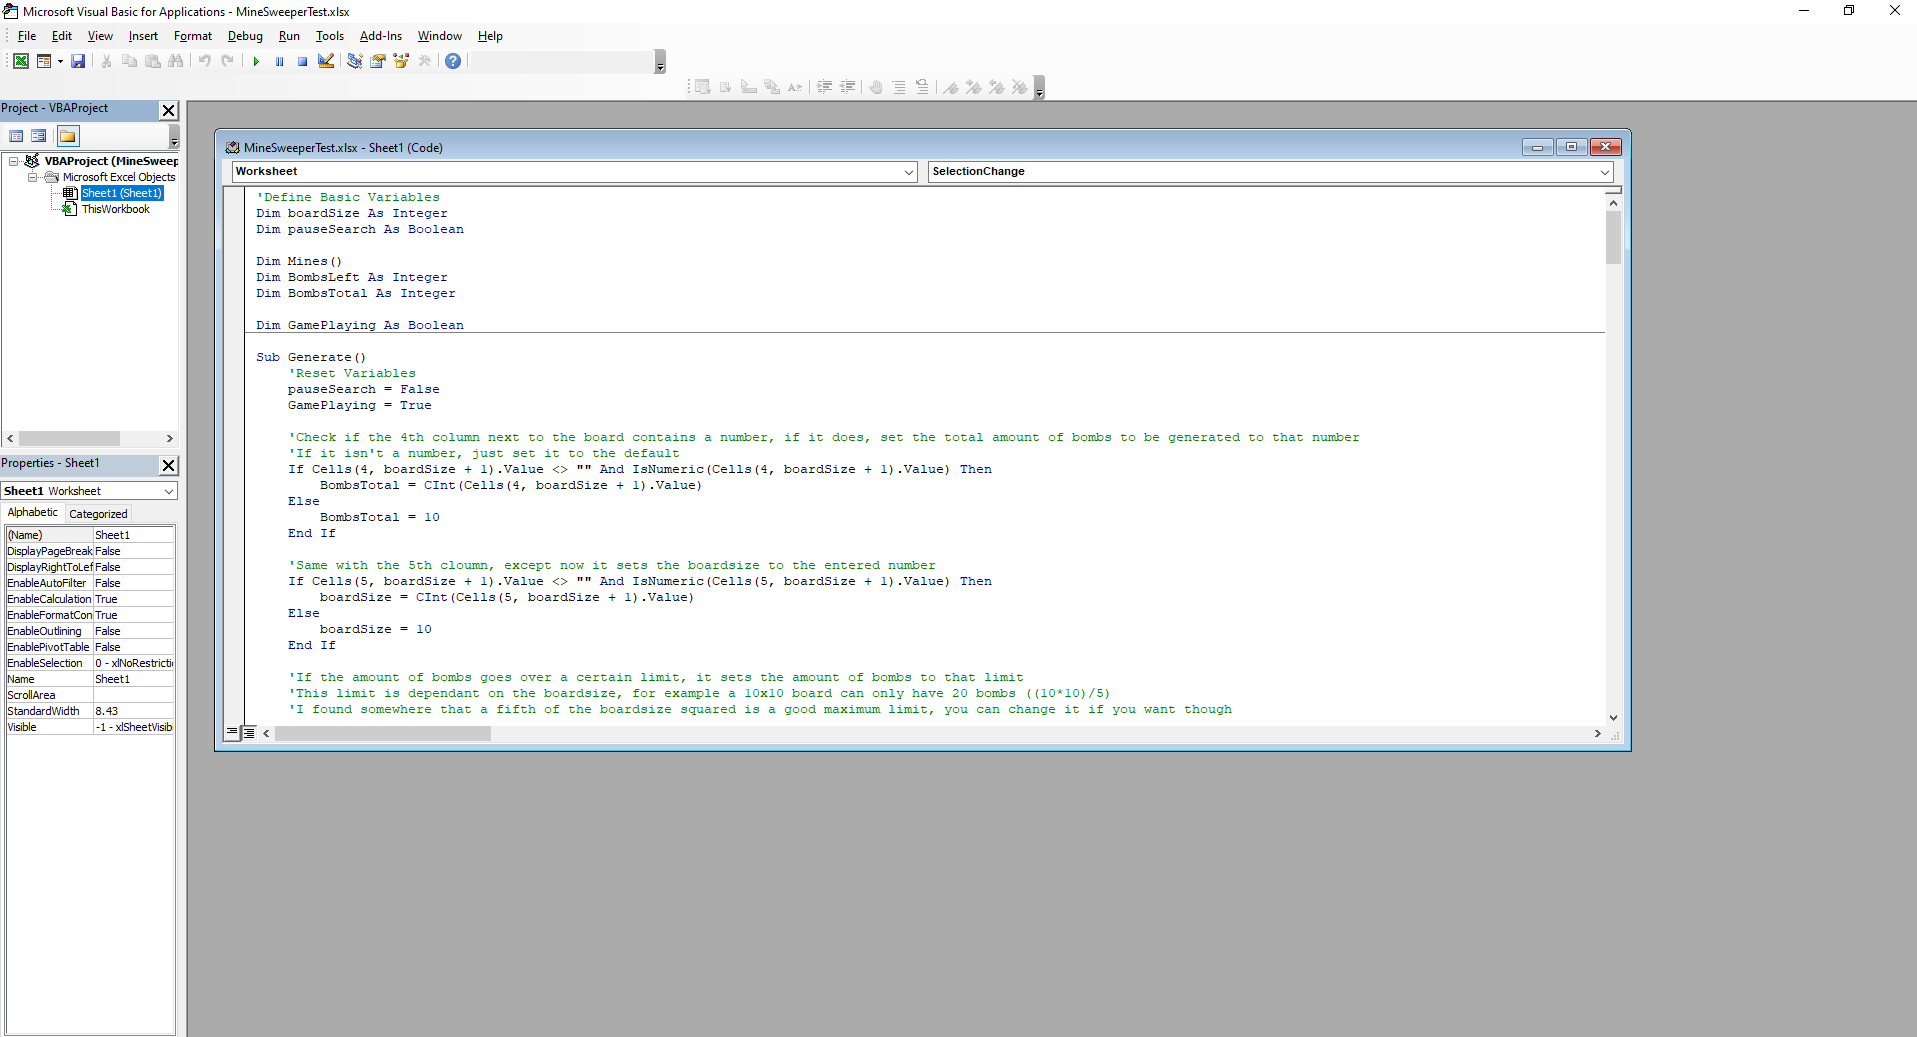 Microsoft Visual Basic for Applications - MineSweeperTest.xlsx
File Edit View Insert Format Debug Run Tools Add-Ins Window Help
Project - VBAProject
VBAProject (MineSweep
Microsoft Excel Objects
Sheet1 (Sheet1)
ThisWorkbook
Properties - Sheet1
Sheet1 Worksheet
Alphabetic Categorized
(Name) Sheet1
DisplayPageBreak False
DisplayRightToLef False
EnableAutoFilter False
EnableCalculation True
EnableFormatCon True
EnableOutlining False
EnablePivotTable False
EnableSelection 0 - xlNoRestricti
Name Sheet1
ScrollArea
StandardWidth 8.43
Visible -1 - xlSheetVisibl
MineSweeperTest.xlsx - Sheet1 (Code)
Worksheet SelectionChange
'Define Basic Variables
Dim boardSize As Integer
Dim pauseSearch As Boolean
Dim Mines()
Dim BombsLeft As Integer
Dim BombsTotal As Integer
Dim GamePlaying As Boolean
Sub Generate()
'Reset Variables
pauseSearch = False
GamePlaying = True
'Check if the 4th column next to the board contains a number, if it does, set the total amount of bombs to be generated to that number
'If it isn't a number, just set it to the default
If Cells(4, boardSize + 1).Value <> "" And IsNumeric(Cells(4, boardSize + 1).Value) Then
BombsTotal = CInt(Cells(4, boardSize + 1).Value)
Else
BombsTotal = 10
End If
'Same with the 5th cloumn, except now it sets the boardsize to the entered number
If Cells(5, boardSize + 1).Value <> "" And IsNumeric(Cells(5, boardSize + 1).Value) Then
boardSize = CInt(Cells(5, boardSize + 1).Value)
Else
boardSize = 10
End If
'If the amount of bombs goes over a certain limit, it sets the amount of bombs to that limit
'This limit is dependant on the boardsize, for example a 10x10 board can only have 20 bombs ((10*10)/5)
'I found somewhere that a fifth of the boardsize squared is a good maximum limit, you can change it if you want though